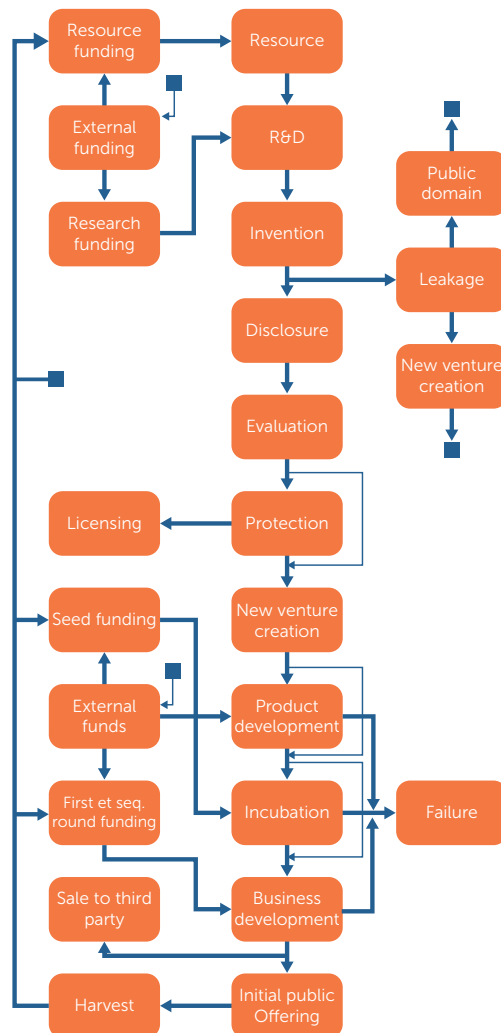 Resource
funding
Resource
External
funding
R&D
Research
funding
Invention
Public
domain
Leakage
Disclosure
New venture
creation
Evaluation
Licensing
Protection
Seed funding
New venture
creation
External
funds
Product
development
First et seq.
round funding
Incubation
Failure
Sale to third
party
Business
development
Harvest
Initial public
Offering